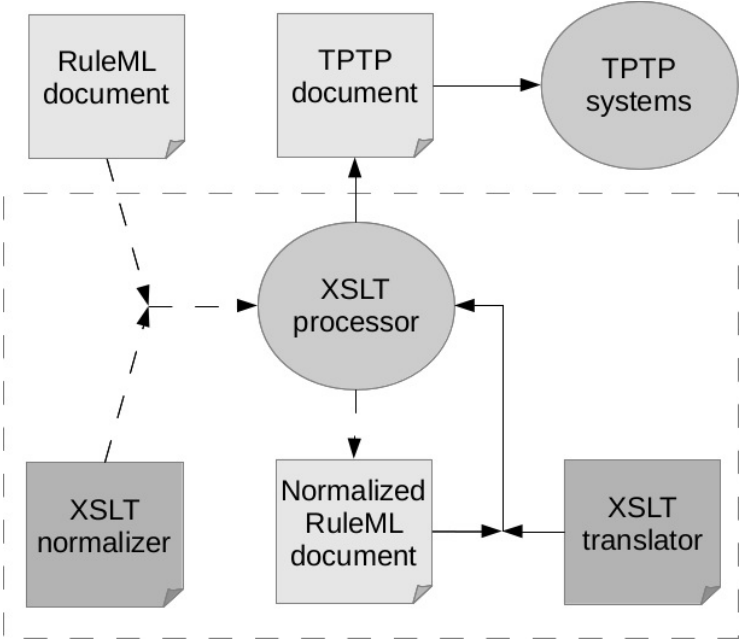 RuleML
document
TPTP
document
TPTP
systems
XSLT
processor
XSLT
normalizer
Normalized
RuleML
document
XSLT
translator